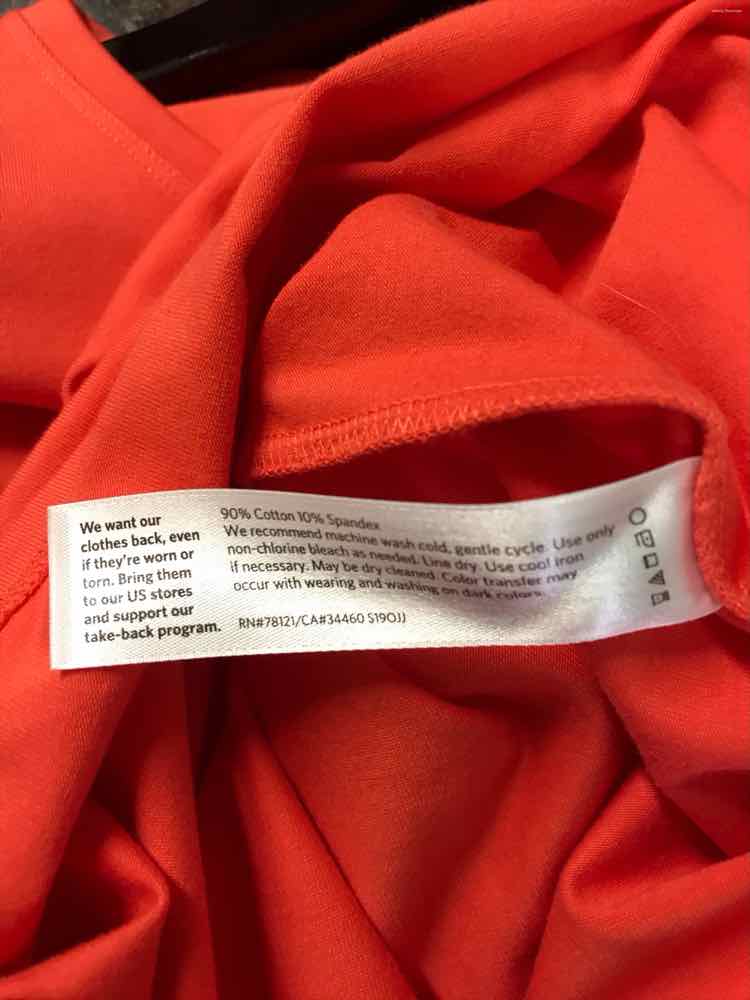 We want our
clothes back, even
if they're worn or
torn. Bring them
to our US stores
and support our
take-back program.
90% Cotton 10% Spandex
We recommend machine wash cold, gentle cycle. Use only
non-chlorine bleach as needed. Line dry. Use cool iron
if necessary. May be dry cleaned. Color transfer may
occur with wearing and washing on dark colors.
RN#78121/CA#34460 S19OJJ